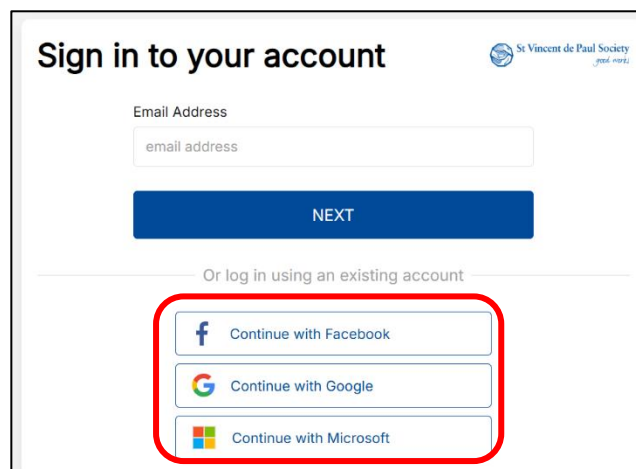 Sign in to your account
St Vincent de Paul Society
good works
Email Address
email address
NEXT
Or log in using an existing account
Continue with Facebook
Continue with Google
Continue with Microsoft